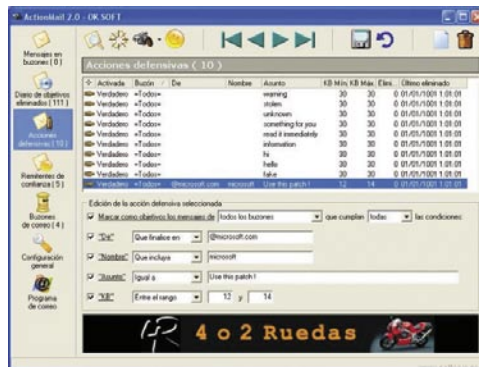 ActionMail 2.0 - OK SOFT
Mensajes en
buzones ( 0 )
Diario de objetivos
eliminados ( 111 )
Acciones
defensivas ( 10 )
Remitentes de
confianza ( 5 )
Buzones
de correo ( 4 )
Configuración
general
Programa
de correo
Acciones defensivas ( 10 )
Activada Buzón / De Nombre Asunto KB Mín. KB Máx. Elimi... Último eliminado
Verdadero «Todos» warning 30 30 0 01/01/1001 1:01:01
Verdadero «Todos» stolen 30 30 0 01/01/1001 1:01:01
Verdadero «Todos» unknown 30 30 0 01/01/1001 1:01:01
Verdadero «Todos» something for you 30 30 0 01/01/1001 1:01:01
Verdadero «Todos» read it immediately 30 30 0 01/01/1001 1:01:01
Verdadero «Todos» information 30 30 0 01/01/1001 1:01:01
Verdadero «Todos» hi 30 30 0 01/01/1001 1:01:01
Verdadero «Todos» hello 30 30 0 01/01/1001 1:01:01
Verdadero «Todos» fake 30 30 0 01/01/1001 1:01:01
Verdadero «Todos» @microsoft.com microsoft Use this patch ! 12 14 0 01/01/1001 1:01:01
Edición de la acción defensiva seleccionada
Marcar como objetivos los mensajes de todos los buzones que cumplan todas las condiciones:
"De" Que finalice en @microsoft.com
"Nombre" Que incluya microsoft
"Asunto" Igual a Use this patch !
"KB" Entre el rango 12 y 14
4 o 2 Ruedas